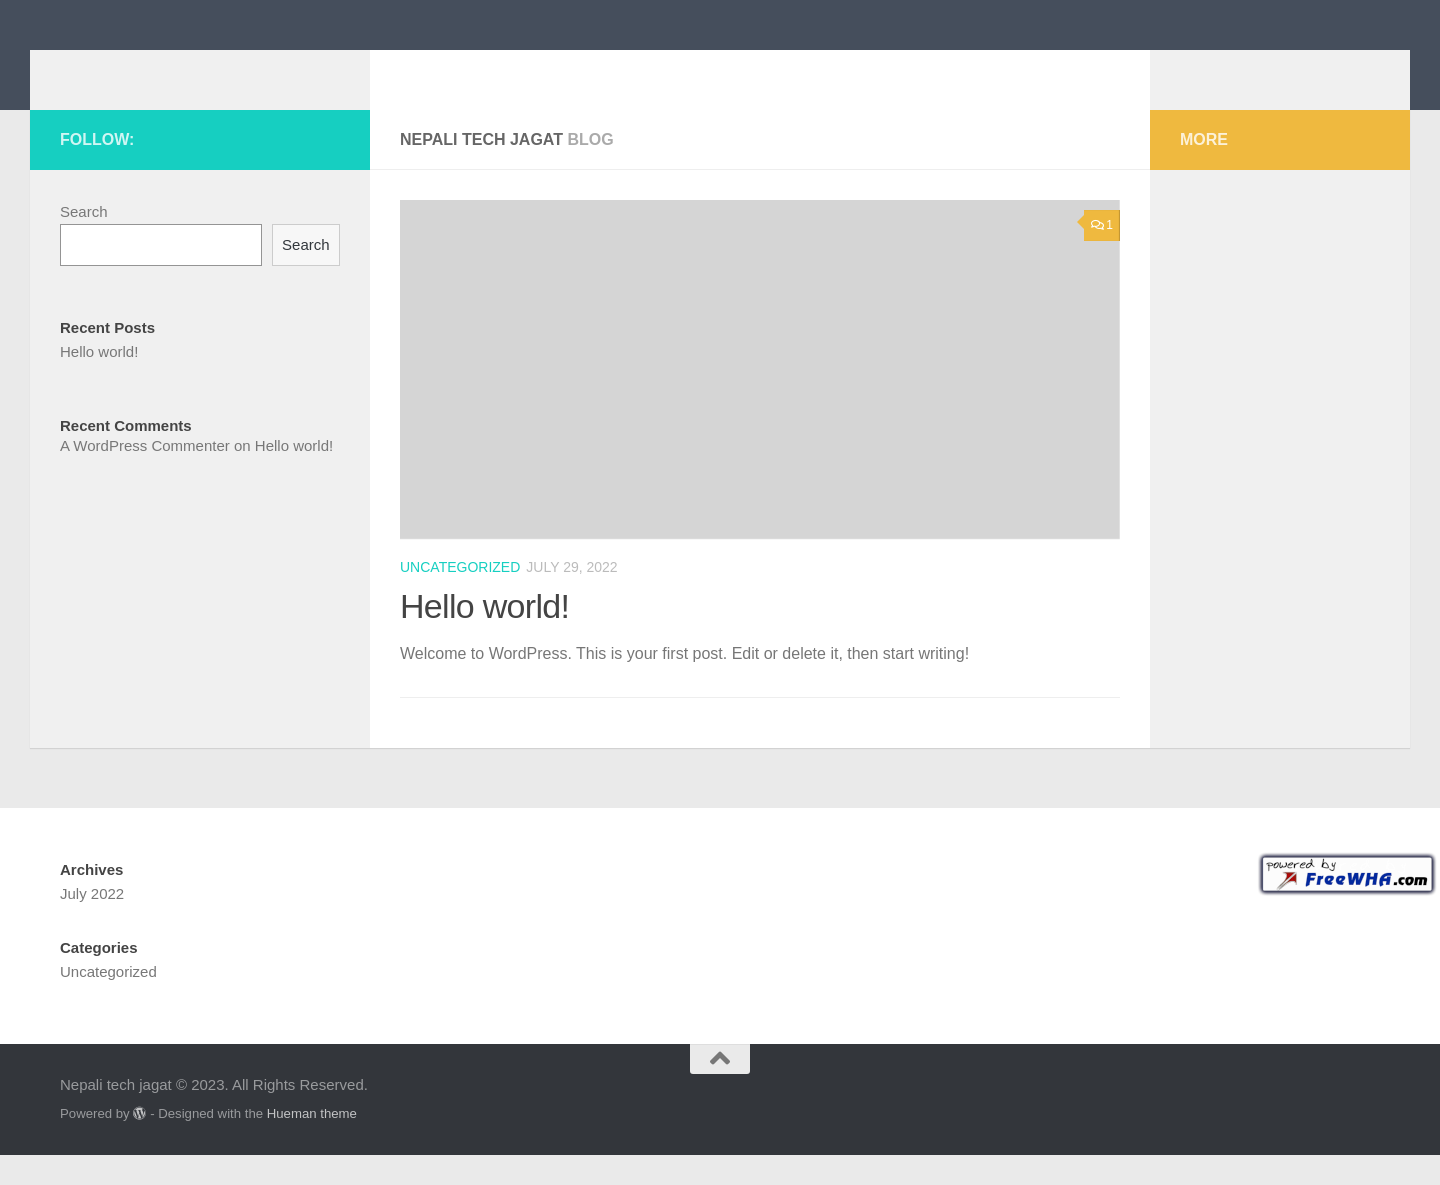 FOLLOW:
NEPALI TECH JAGAT BLOG
MORE
Search
Search
Recent Posts
Hello world!
Recent Comments
A WordPress Commenter on Hello world!
1
UNCATEGORIZED JULY 29, 2022
Hello world!
Welcome to WordPress. This is your first post. Edit or delete it, then start writing!
Archives
July 2022
Categories
Uncategorized
powered by
FreeWHA.com
Nepali tech jagat © 2023. All Rights Reserved.
Powered by - Designed with the Hueman theme